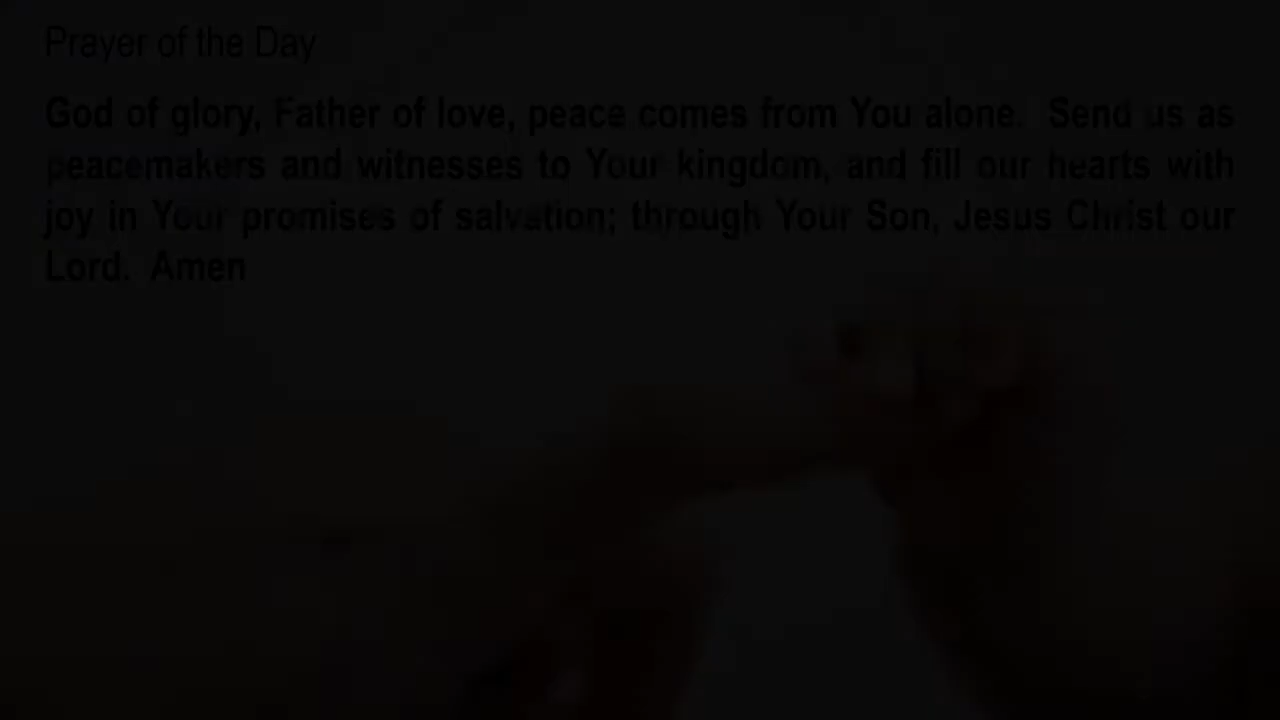 Prayer of the Day
God of glory, Father of love, peace comes from You alone.  Send us as
peacemakers and witnesses to Your kingdom, and fill our hearts with
joy in Your promises of salvation; through Your Son, Jesus Christ our
Lord.  Amen